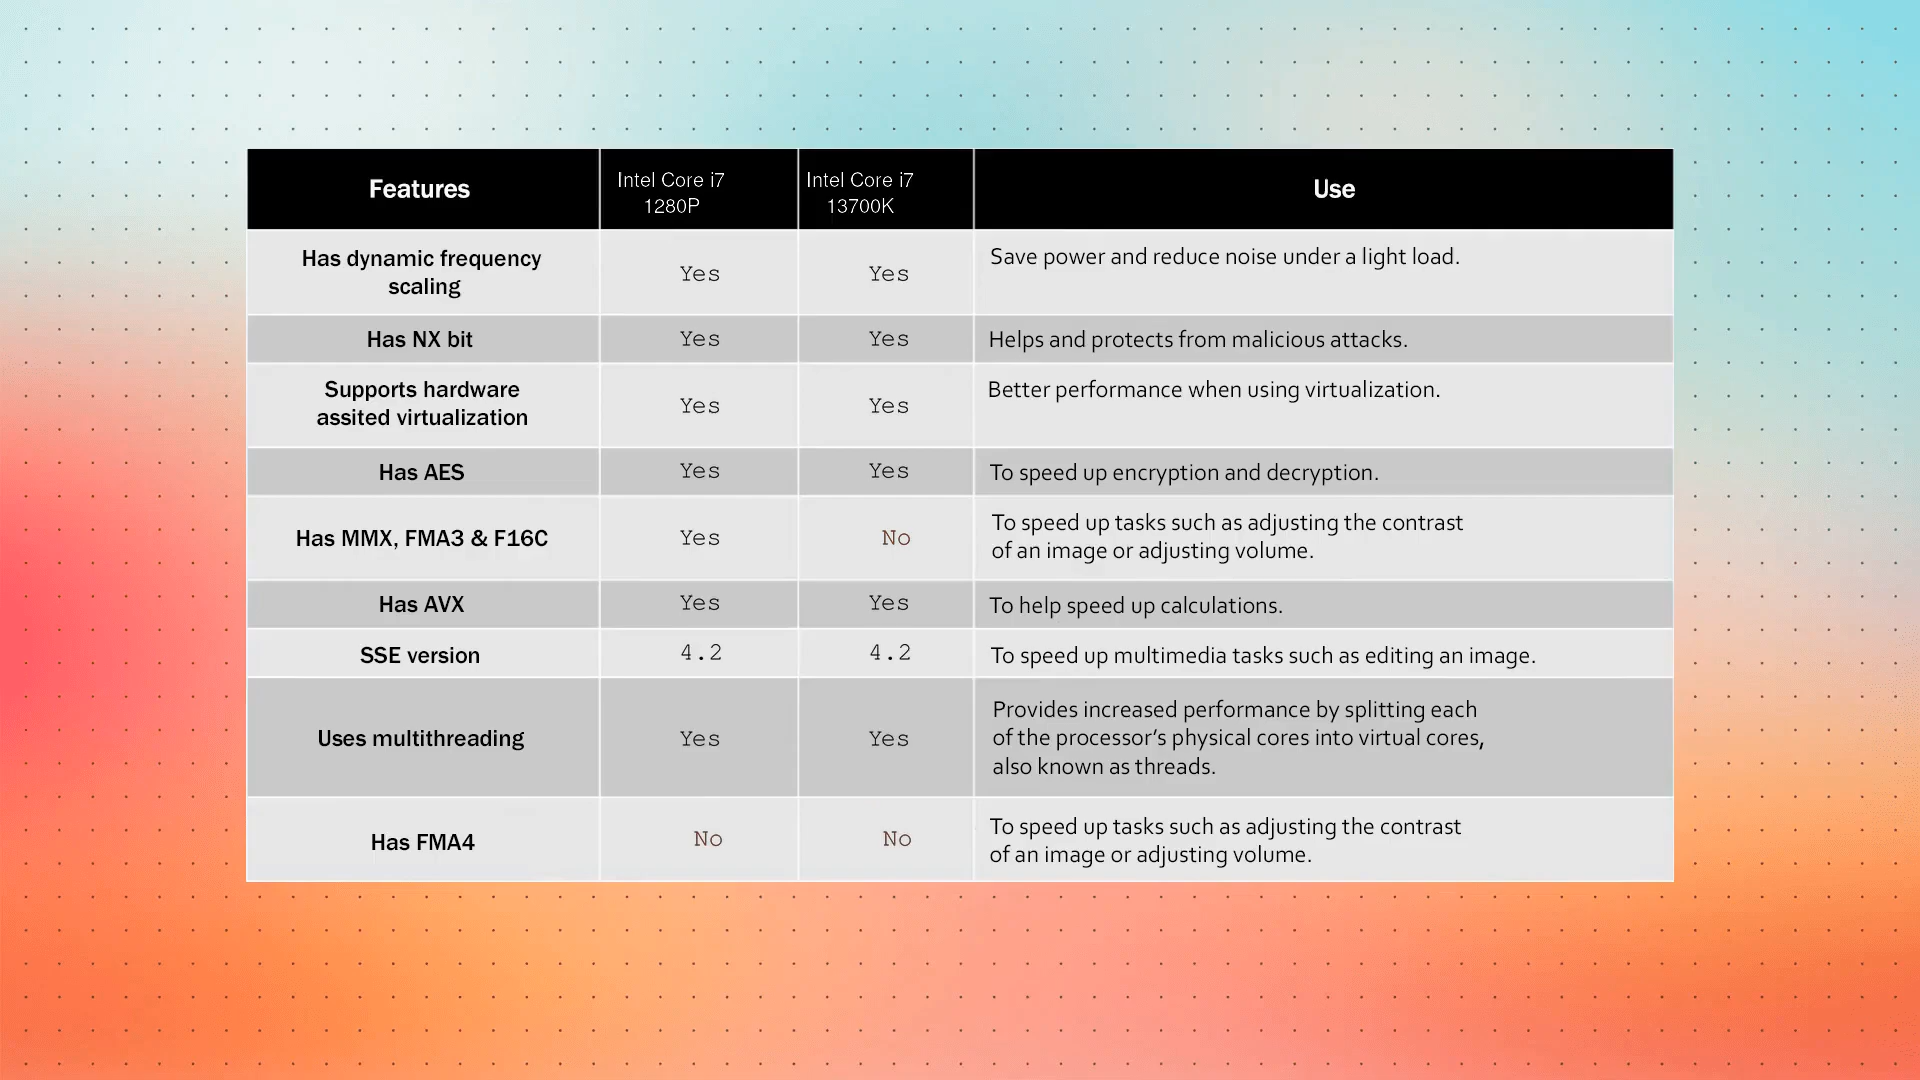 Features
Intel Core i7
1280P
Intel Core i7
13700K
Use
Has dynamic frequency
scaling
Yes
Yes
Save power and reduce noise under a light load.
Has NX bit
Yes
Yes
Helps and protects from malicious attacks.
Supports hardware
assited virtualization
Yes
Yes
Better performance when using virtualization.
Has AES
Yes
Yes
To speed up encryption and decryption.
Has MMX, FMA3 & F16C
Yes
No
To speed up tasks such as adjusting the contrast
of an image or adjusting volume.
Has AVX
Yes
Yes
To help speed up calculations.
SSE version
4.2
4.2
To speed up multimedia tasks such as editing an image.
Uses multithreading
Yes
Yes
Provides increased performance by splitting each
of the processor’s physical cores into virtual cores,
also known as threads.
Has FMA4
No
No
To speed up tasks such as adjusting the contrast
of an image or adjusting volume.